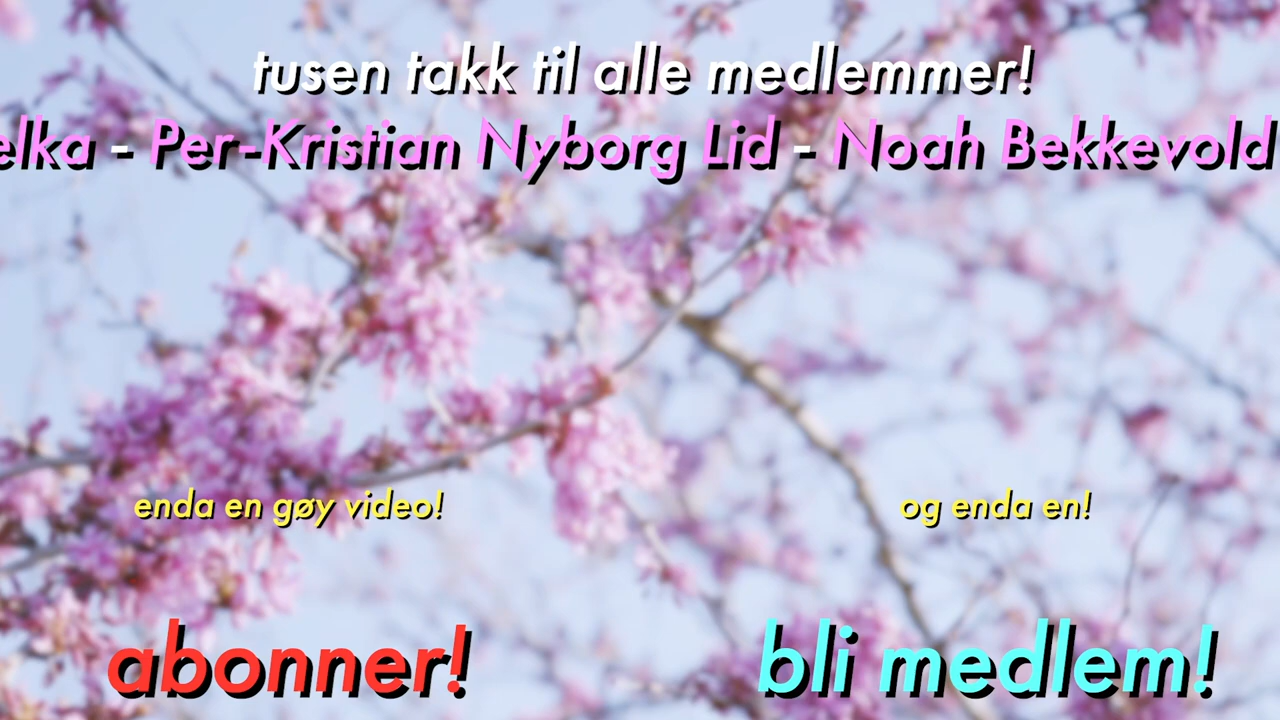 tusen takk til alle medlemmer!
elka - Per-Kristian Nyborg Lid - Noah Bekkevold
enda en gøy video!
og enda en!
abonner!
bli medlem!